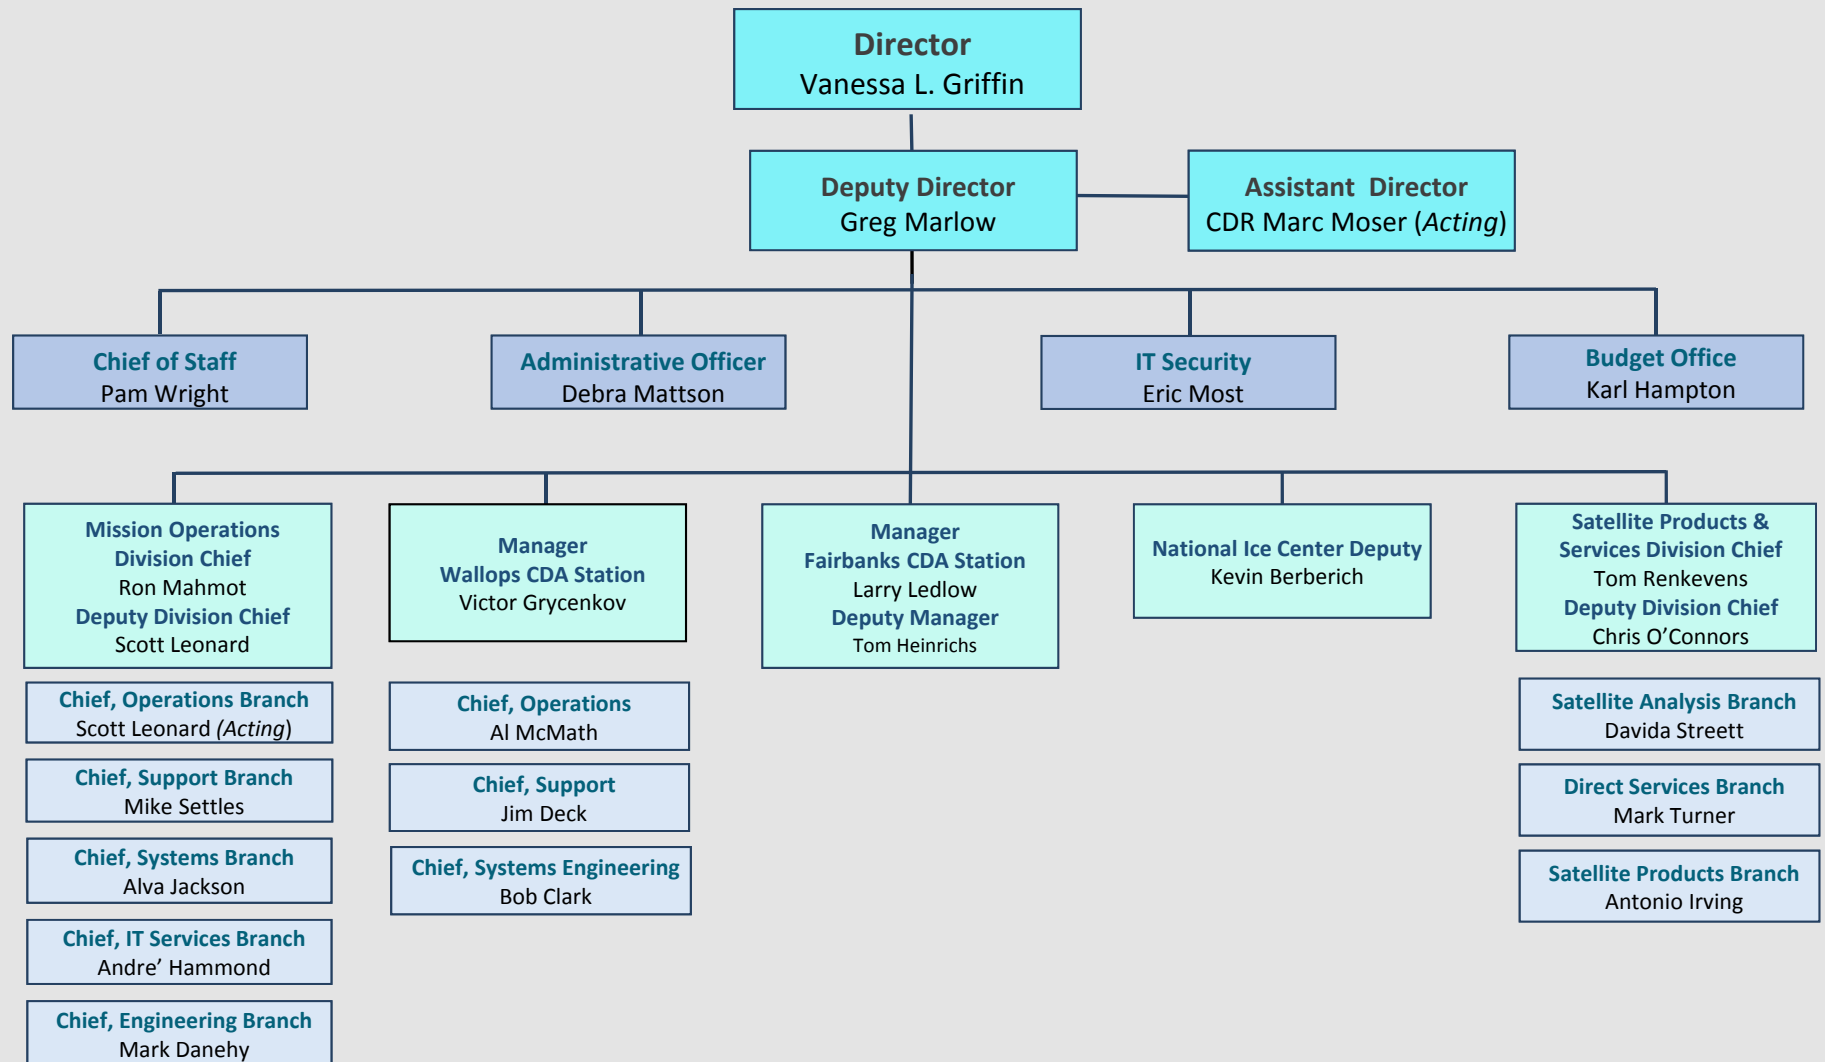 Director
Vanessa L. Griffin
Deputy Director
Greg Marlow
Assistant Director
CDR Marc Moser (Acting)
Chief of Staff
Pam Wright
Administrative Officer
Debra Mattson
IT Security
Eric Most
Budget Office
Karl Hampton
Mission Operations
Division Chief
Ron Mahmot
Deputy Division Chief
Scott Leonard
Chief, Operations Branch
Scott Leonard (Acting)
Chief, Support Branch
Mike Settles
Chief, Systems Branch
Alva Jackson
Chief, IT Services Branch
Andre’ Hammond
Chief, Engineering Branch
Mark Danehy
Manager
Wallops CDA Station
Victor Grycenkov
Chief, Operations
Al McMath
Chief, Support
Jim Deck
Chief, Systems Engineering
Bob Clark
Manager
Fairbanks CDA Station
Larry Ledlow
Deputy Manager
Tom Heinrichs
National Ice Center Deputy
Kevin Berberich
Satellite Products &
Services Division Chief
Tom Renkevens
Deputy Division Chief
Chris O’Connors
Satellite Analysis Branch
Davida Streett
Direct Services Branch
Mark Turner
Satellite Products Branch
Antonio Irving